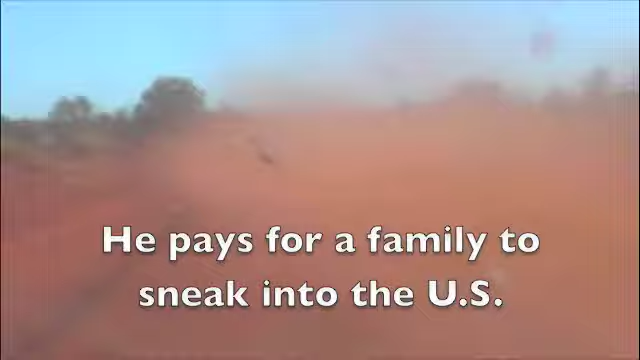 He pays for a family to
sneak into the U.S.